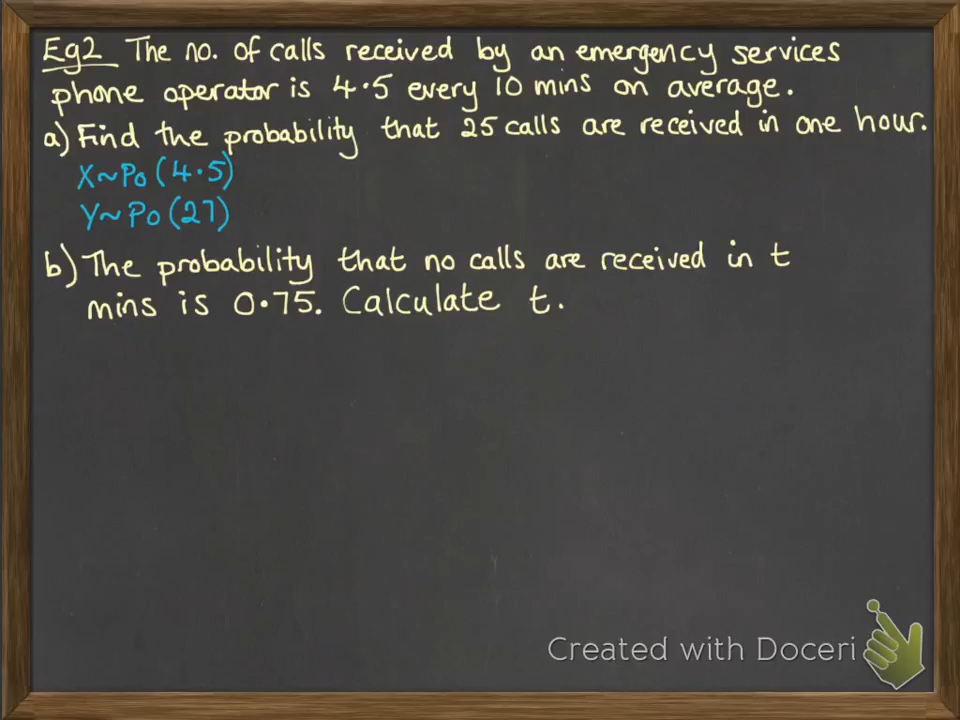 Eg2 The no. of calls received by an emergency services
phone operator is 4.5 every 10 mins on average.
a) Find the probability that 25 calls are received in one hour.
X~Po(4.5)
Y~Po(27)
b) The probability that no calls are received in t
mins is 0.75. Calculate t.
Created with Doceri